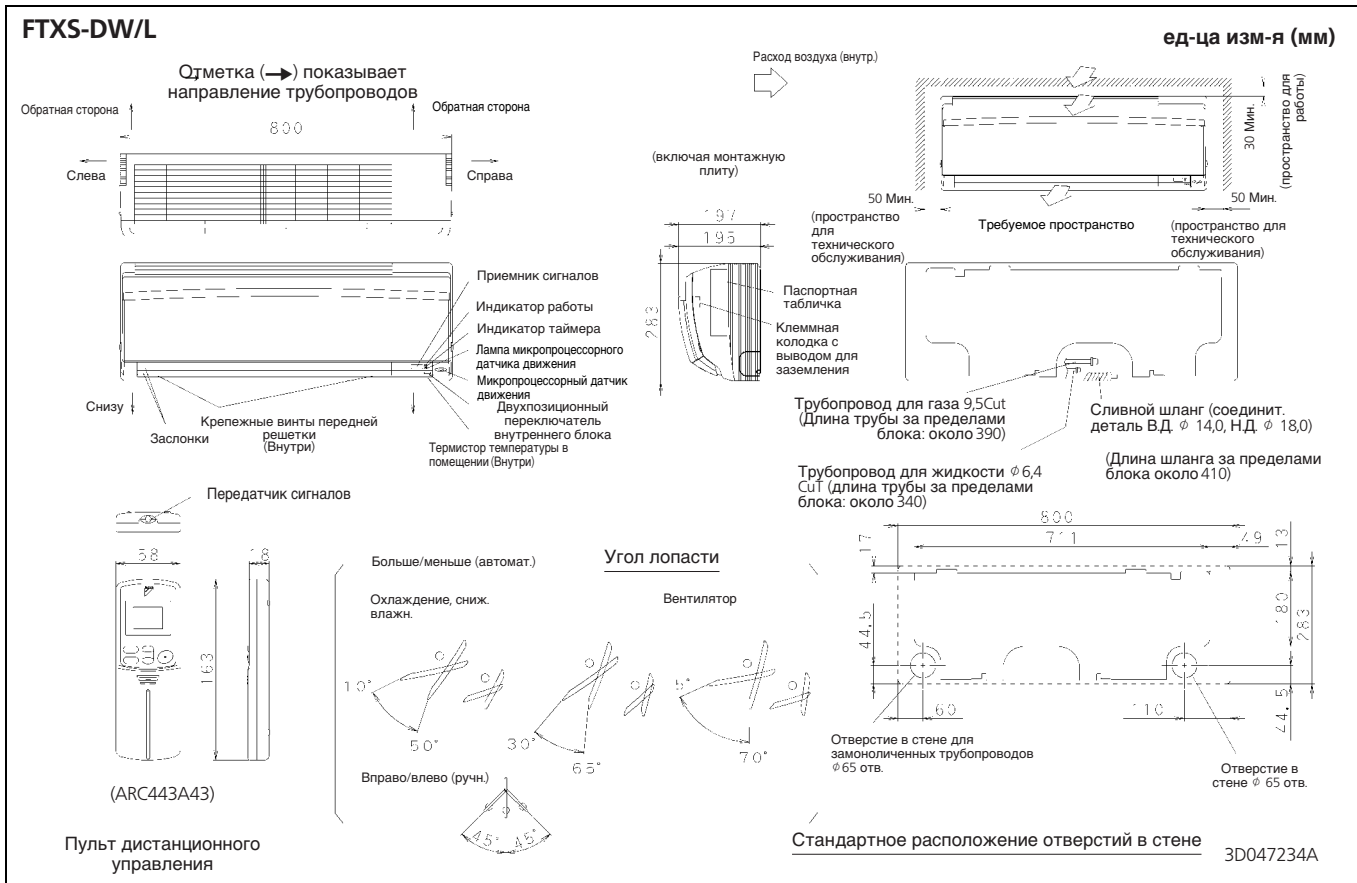 FTXS-DW/L
ед-ца изм-я (мм)
Отметка (→) показывает
направление трубопроводов
Обратная сторона
Обратная сторона
800
Слева
Справа
Приемник сигналов
Индикатор работы
Индикатор таймера
Лампа микропроцессорного
датчика движения
Микропроцессорный датчик
движения
Двухпозиционный
переключатель
внутреннего блока
Термистор температуры в
помещении (Внутри)
Снизу
Заслонки
Крепежные винты передней
решетки
(Внутри)
Расход воздуха (внутр.)
(включая монтажную
плиту)
197
195
283
Паспортная
табличка
Клеммная
колодка с
выводом для
заземления
30 Мин.
(пространство для
работы)
50 Мин.
(пространство
для
технического
обслуживания)
Требуемое пространство
50 Мин.
(пространство для
технического
обслуживания)
Трубопровод для газа 9,5Cut
(Длина трубы за пределами
блока: около 390)
Трубопровод для жидкости ϕ6,4
CuT (длина трубы за пределами
блока: около 340)
Сливной шланг (соединит.
деталь В.Д. ϕ 14,0, Н.Д. ϕ 18,0)
(Длина шланга за пределами
блока около 410)
Передатчик сигналов
58
18
163
(ARC443A43)
Пульт дистанционного
управления
Угол лопасти
Больше/меньше (автомат.)
Охлаждение, сниж.
влажн.
Вентилятор
10°
50°
30°
65°
5°
70°
Вправо/влево (ручн.)
45°
45°
800
711
49
17
13
44.5
180
283
44.5
60
110
Отверстие в стене для
замоноличенных трубопроводов
ϕ65 отв.
Отверстие в
стене ϕ 65 отв.
Стандартное расположение отверстий в стене
3D047234A